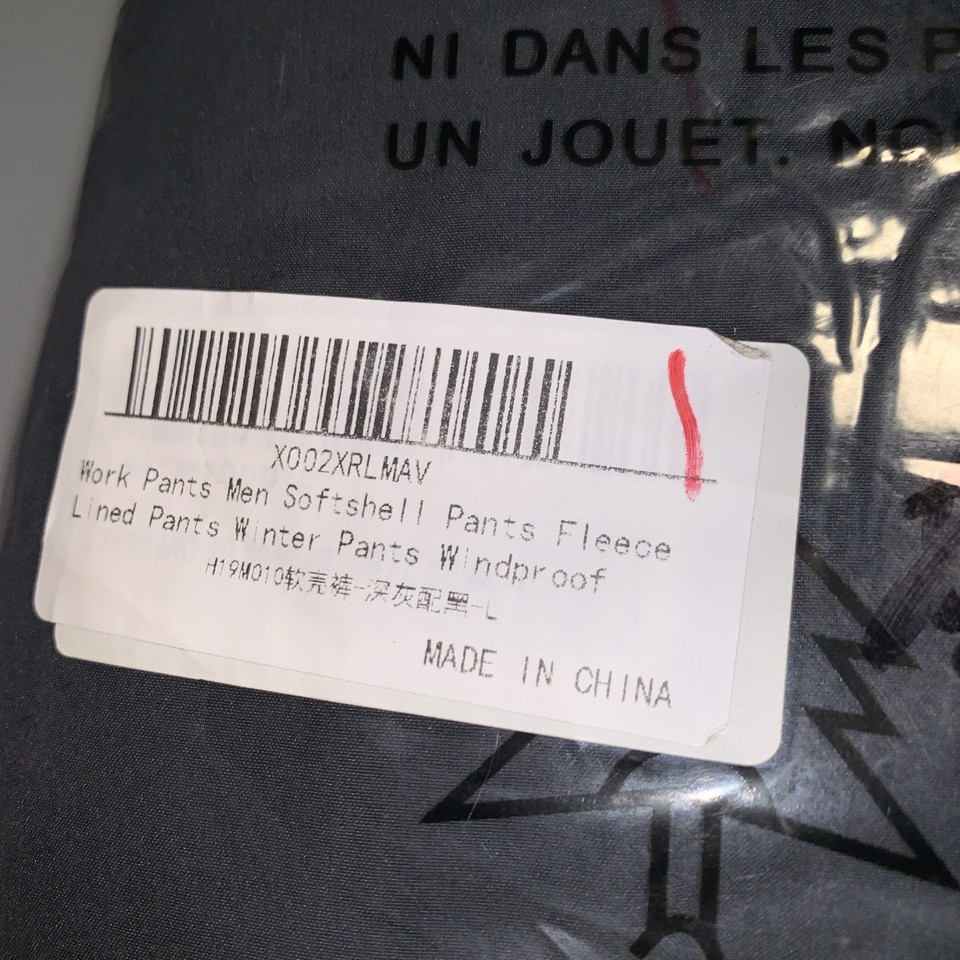 NI DANS LES
UN JOUET.
X002XRLMAV
Work Pants Men Softshell Pants Fleece
Lined Pants Winter Pants Windproof
H19M010软壳裤-深灰配黑-L
MADE IN CHINA